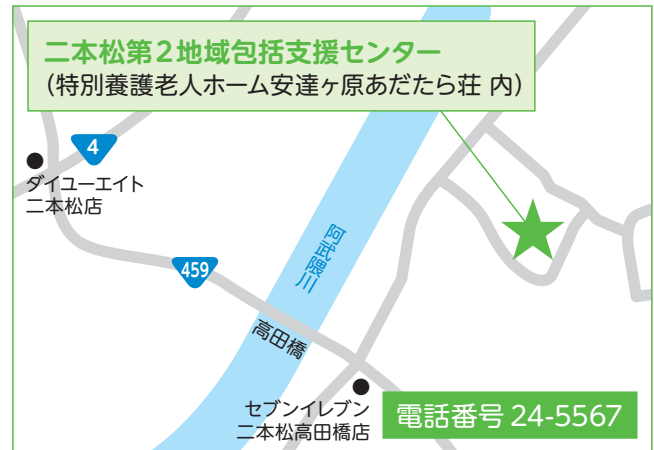 二本松第2地域包括支援センター
(特別養護老人ホーム安達ヶ原あだたら荘 内)
4
ダイユーエイト
二本松店
459
阿武隈川
高田橋
セブンイレブン
二本松高田橋店
電話番号 24-5567